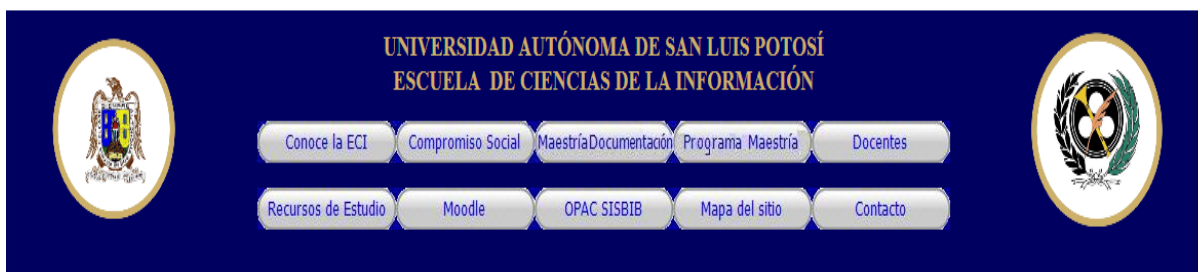 UNIVERSIDAD AUTÓNOMA DE SAN LUIS POTOSÍ
ESCUELA DE CIENCIAS DE LA INFORMACIÓN
Conoce la ECI Compromiso Social MaestríaDocumentación Programa Maestría Docentes
Recursos de Estudio Moodle OPAC SISBIB Mapa del sitio Contacto